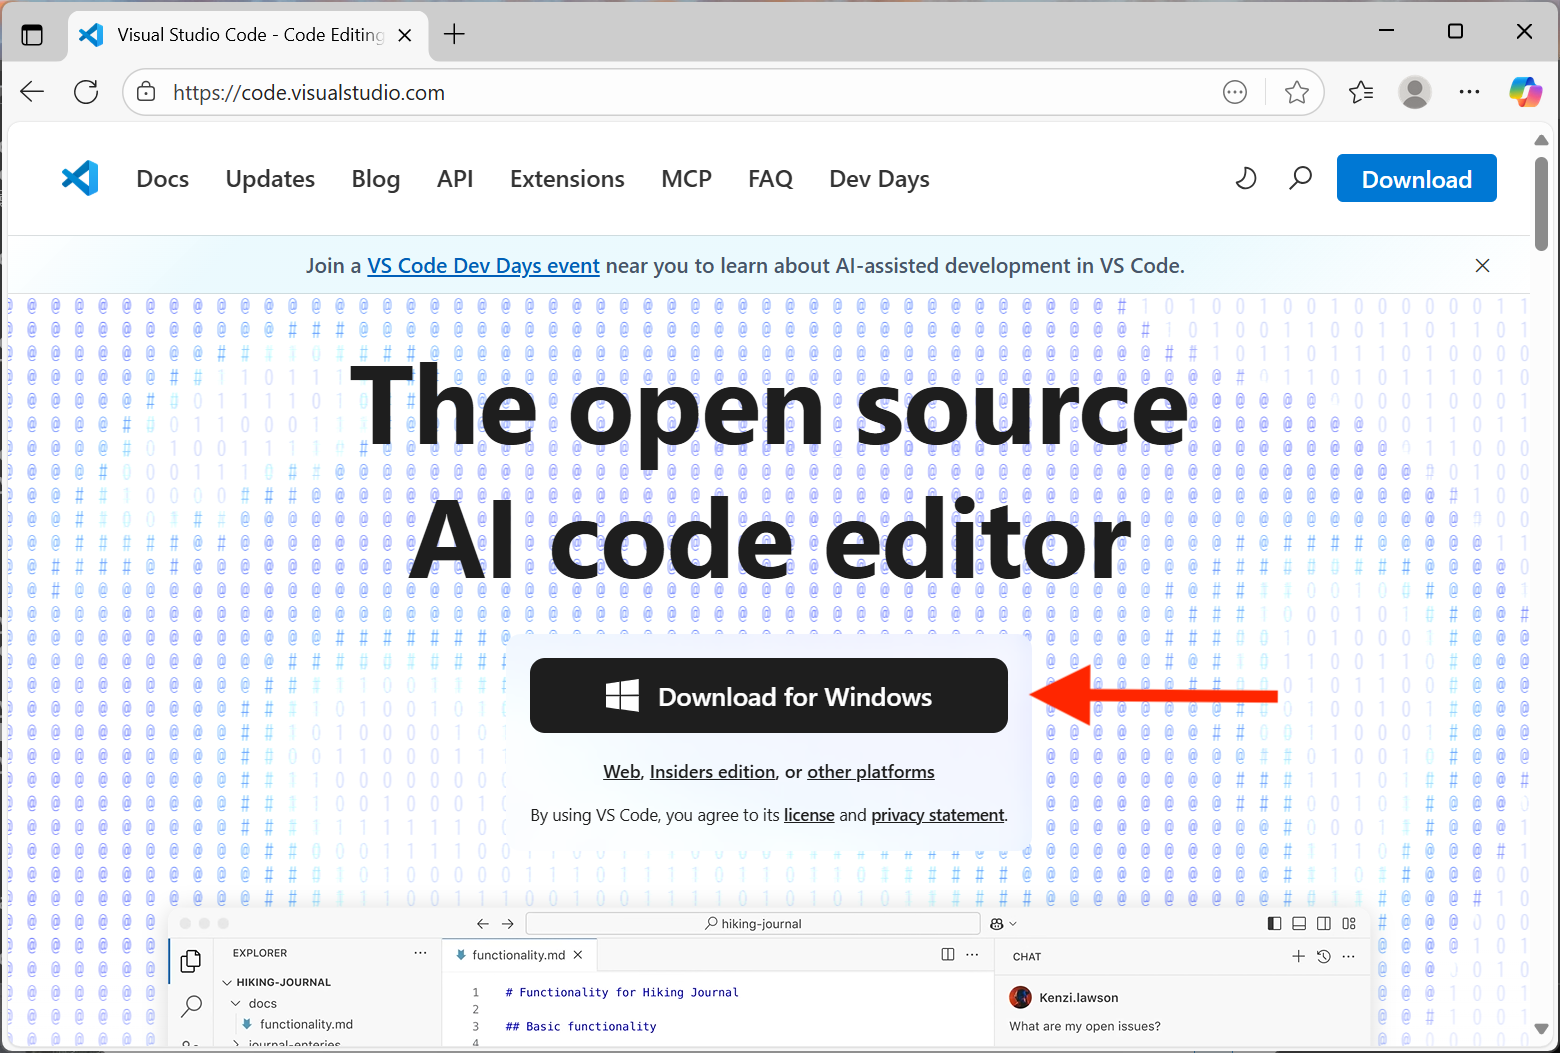 Visual Studio Code - Code Editing
https://code.visualstudio.com
Docs Updates Blog API Extensions MCP FAQ Dev Days Download
Join a VS Code Dev Days event near you to learn about AI-assisted development in VS Code.
The open source
AI code editor
Download for Windows
Web, Insiders edition, or other platforms
By using VS Code, you agree to its license and privacy statement.
hiking-journal
EXPLORER
HIKING-JOURNAL
docs
functionality.md
journal-enteries
functionality.md
1 # Functionality for Hiking Journal
2
3 ## Basic functionality
4
CHAT
Kenzi.lawson
What are my open issues?